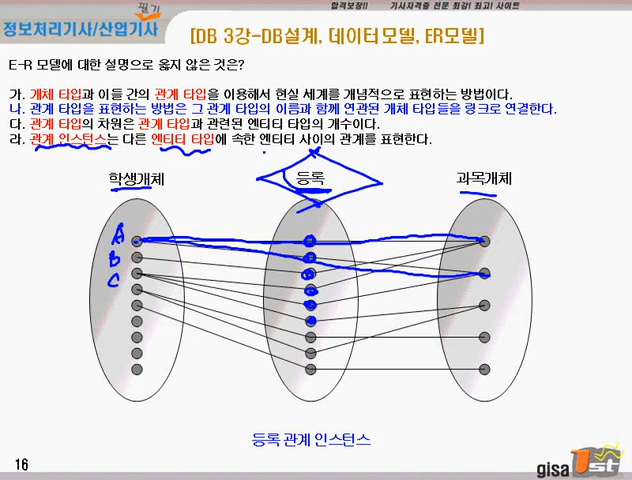 합격보장!! 기사자격증 전문 최강! 최고! 사이트
필기
정보처리기사/산업기사
[DB 3강-DB설계, 데이터모델, ER모델]
E-R 모델에 대한 설명으로 옳지 않은 것은?
가. 개체 타입과 이들 간의 관계 타입을 이용해서 현실 세계를 개념적으로 표현하는 방법이다.
나. 관계 타입을 표현하는 방법은 그 관계 타입의 이름과 함께 연관된 개체 타입들을 링크로 연결한다.
다. 관계 타입의 차원은 관계 타입과 관련된 엔티티 타입의 개수이다.
라. 관계 인스턴스는 다른 엔티티 타입에 속한 엔티티 사이의 관계를 표현한다.
학생개체 등록 과목개체
A
B
C
등록 관계 인스턴스
16
gisa 1st